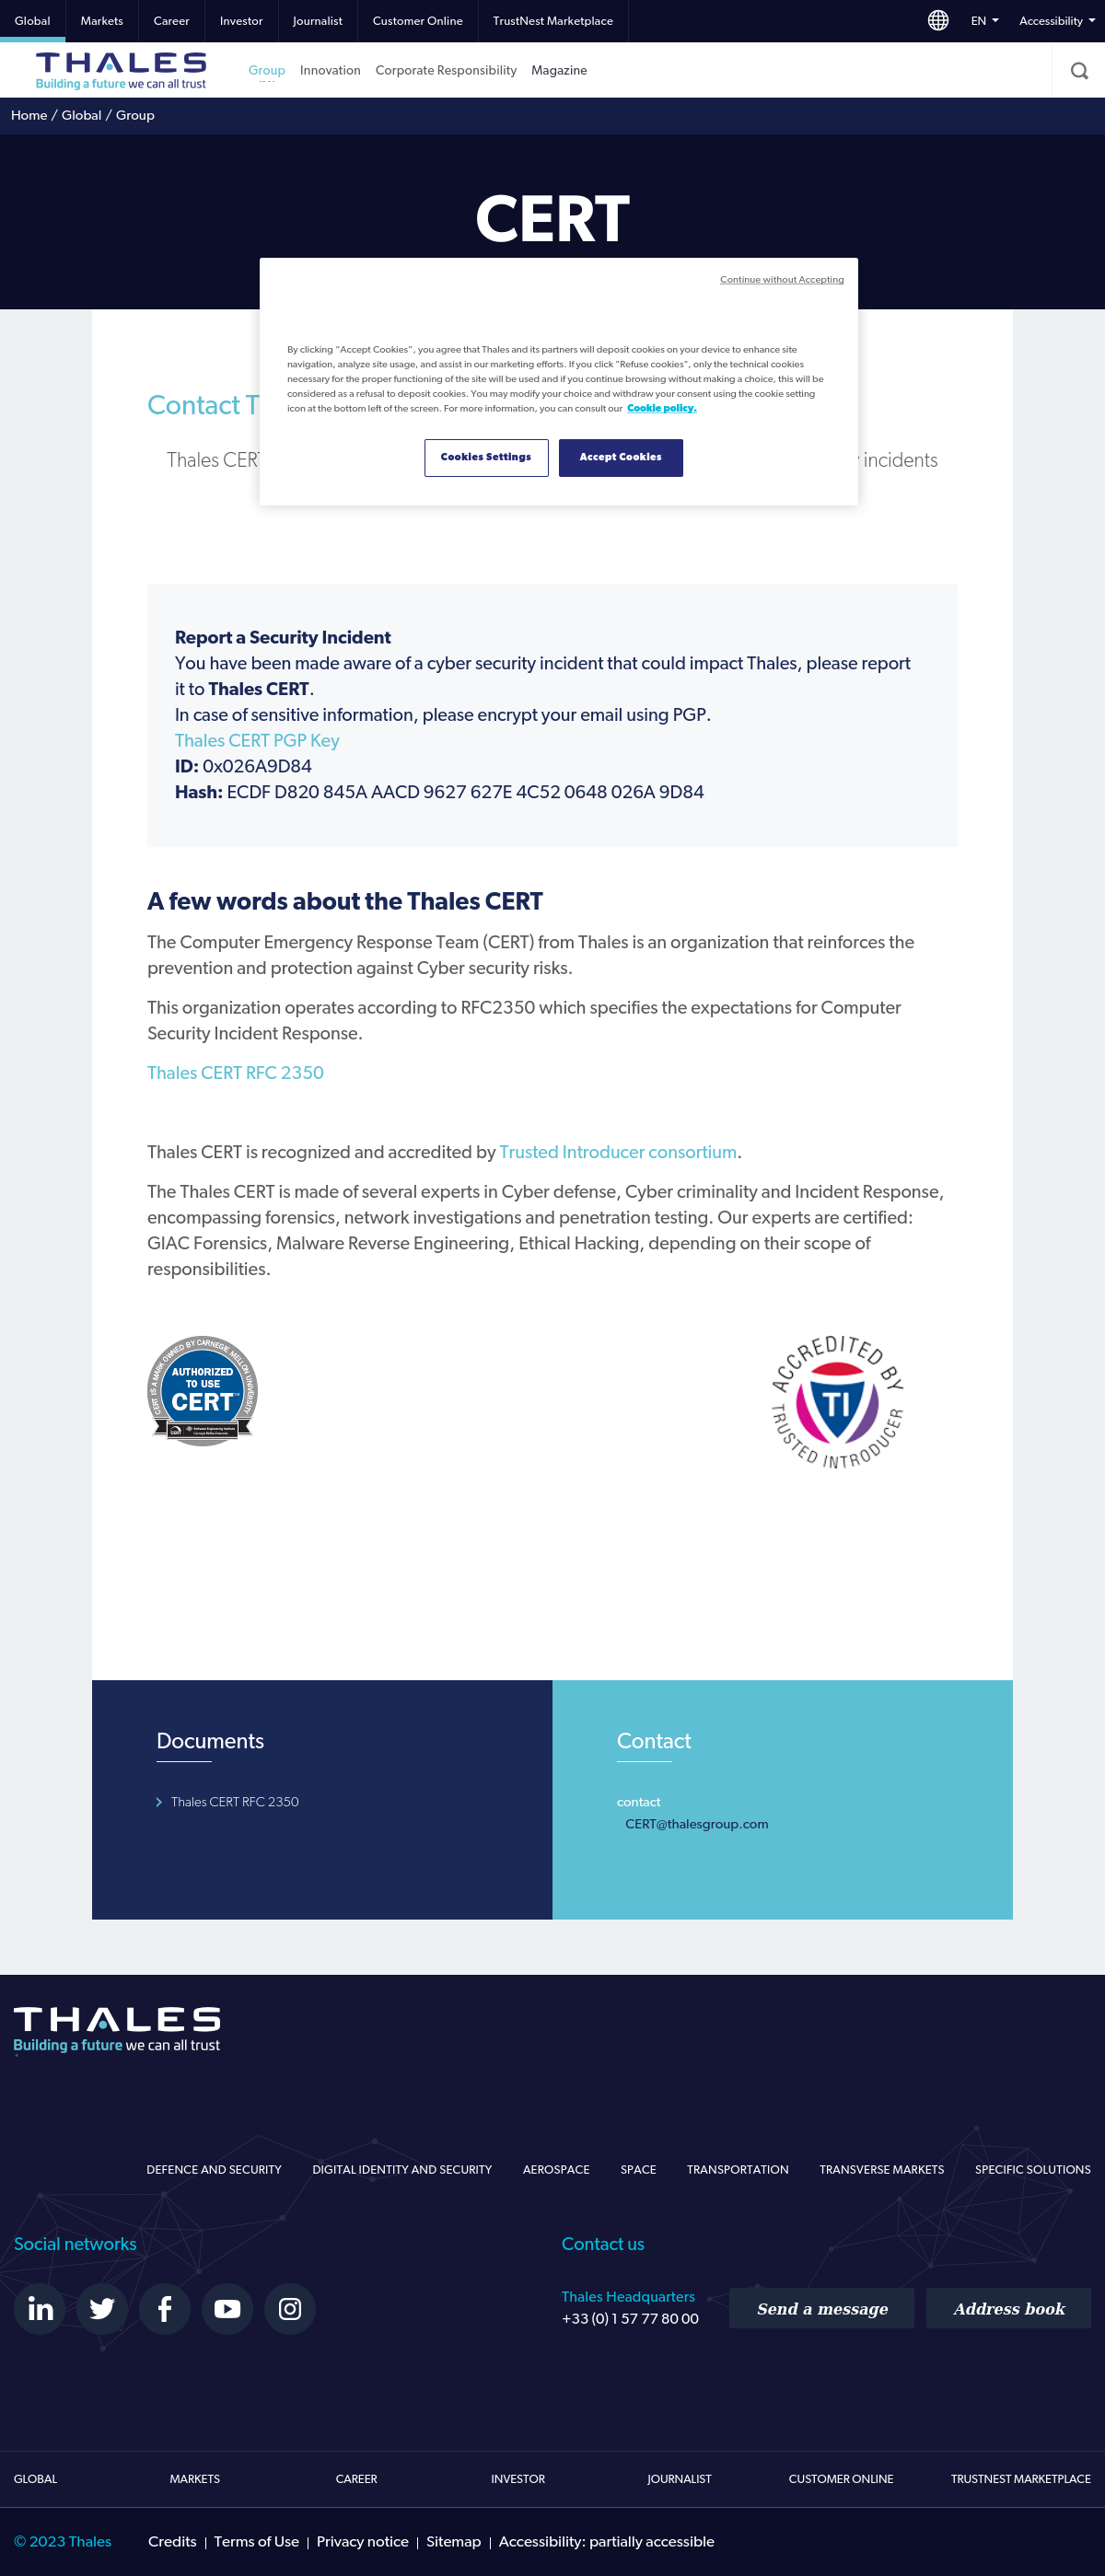 Global Markets Career Investor Journalist Customer Online TrustNest Marketplace EN Accessibility
THALES
Building a future we can all trust
Group Innovation Corporate Responsibility Magazine
Home / Global / Group
CERT
Continue without Accepting
By clicking “Accept Cookies”, you agree that Thales and its partners will deposit cookies on your device to enhance site
navigation, analyze site usage, and assist in our marketing efforts. If you click "Refuse cookies", only the technical cookies
necessary for the proper functioning of the site will be used and if you continue browsing without making a choice, this will be
considered as a refusal to deposit cookies. You may modify your choice and withdraw your consent using the cookie setting
icon at the bottom left of the screen. For more information, you can consult our Cookie policy.
Cookies Settings Accept Cookies
Contact T
Thales CERT incidents
Report a Security Incident
You have been made aware of a cyber security incident that could impact Thales, please report
it to Thales CERT.
In case of sensitive information, please encrypt your email using PGP.
Thales CERT PGP Key
ID: 0x026A9D84
Hash: ECDF D820 845A AACD 9627 627E 4C52 0648 026A 9D84
A few words about the Thales CERT
The Computer Emergency Response Team (CERT) from Thales is an organization that reinforces the
prevention and protection against Cyber security risks.
This organization operates according to RFC2350 which specifies the expectations for Computer
Security Incident Response.
Thales CERT RFC 2350
Thales CERT is recognized and accredited by Trusted Introducer consortium.
The Thales CERT is made of several experts in Cyber defense, Cyber criminality and Incident Response,
encompassing forensics, network investigations and penetration testing. Our experts are certified:
GIAC Forensics, Malware Reverse Engineering, Ethical Hacking, depending on their scope of
responsibilities.
CERT IS A MARK OWNED BY CARNEGIE MELLON UNIVERSITY
AUTHORIZED
TO USE
CERT™
ACCREDITED BY
TI
TRUSTED INTRODUCER
Documents
Thales CERT RFC 2350
Contact
contact
CERT@thalesgroup.com
THALES
Building a future we can all trust
DEFENCE AND SECURITY DIGITAL IDENTITY AND SECURITY AEROSPACE SPACE TRANSPORTATION TRANSVERSE MARKETS SPECIFIC SOLUTIONS
Social networks
Contact us
Thales Headquarters
+33 (0) 1 57 77 80 00
Send a message Address book
GLOBAL MARKETS CAREER INVESTOR JOURNALIST CUSTOMER ONLINE TRUSTNEST MARKETPLACE
© 2023 Thales Credits | Terms of Use | Privacy notice | Sitemap | Accessibility: partially accessible